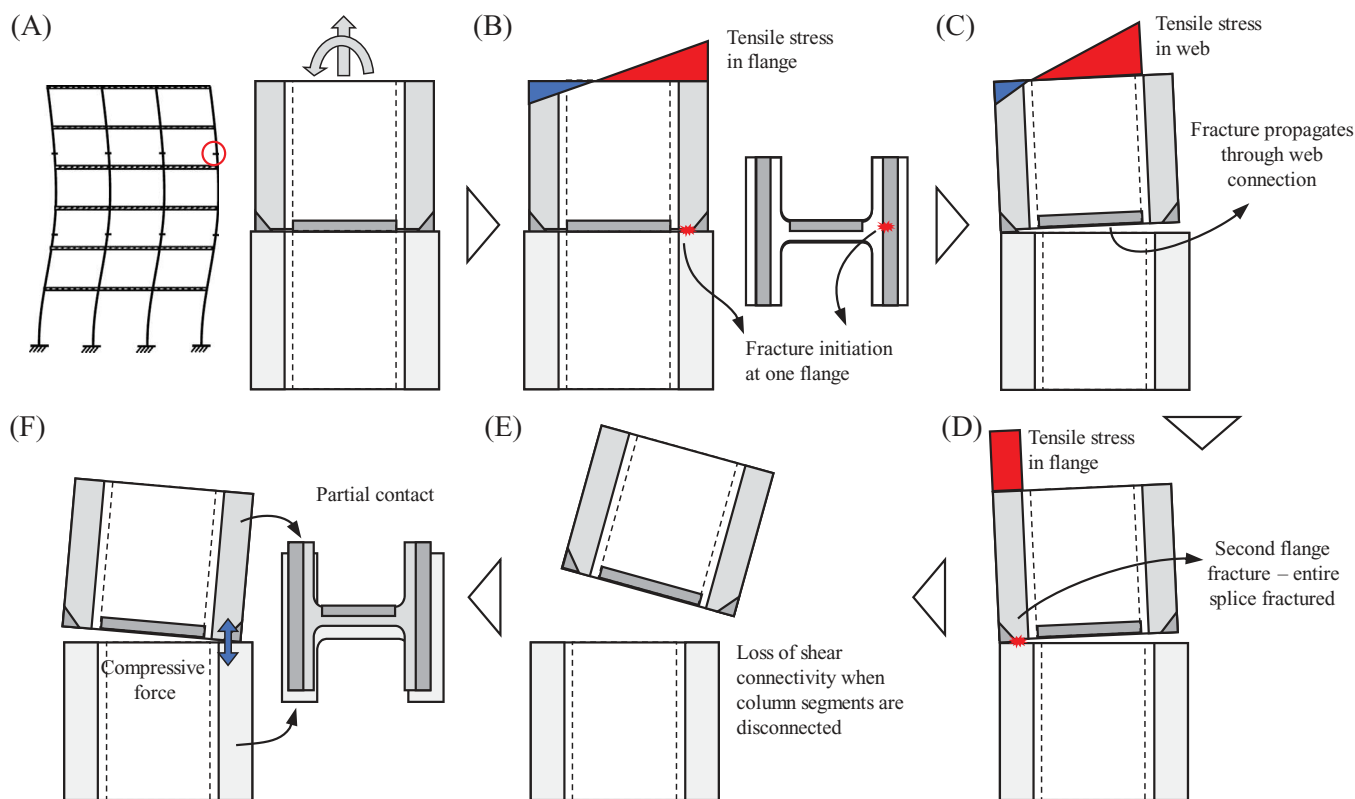 (A)
(B)
Tensile stress
in flange
Fracture initiation
at one flange
(C)
Tensile stress
in web
Fracture propagates
through web
connection
(D)
Tensile stress
in flange
Second flange
fracture – entire
splice fractured
(E)
Loss of shear
connectivity when
column segments are
disconnected
(F)
Partial contact
Compressive
force